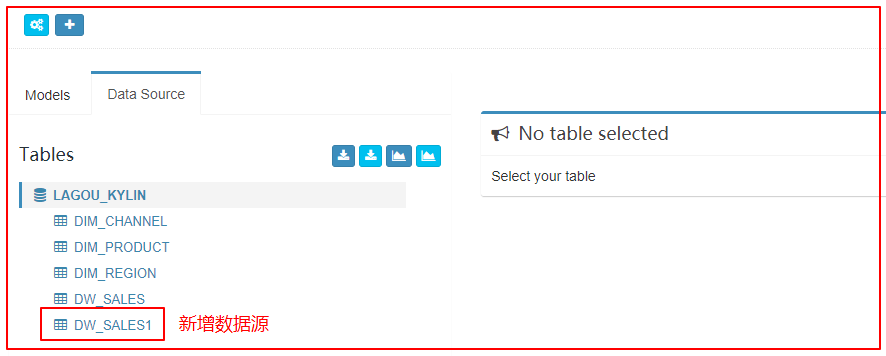 Models
Data Source
Tables
LAGOU_KYLIN
DIM_CHANNEL
DIM_PRODUCT
DIM_REGION
DW_SALES
DW_SALES1 新增数据源
No table selected
Select your table